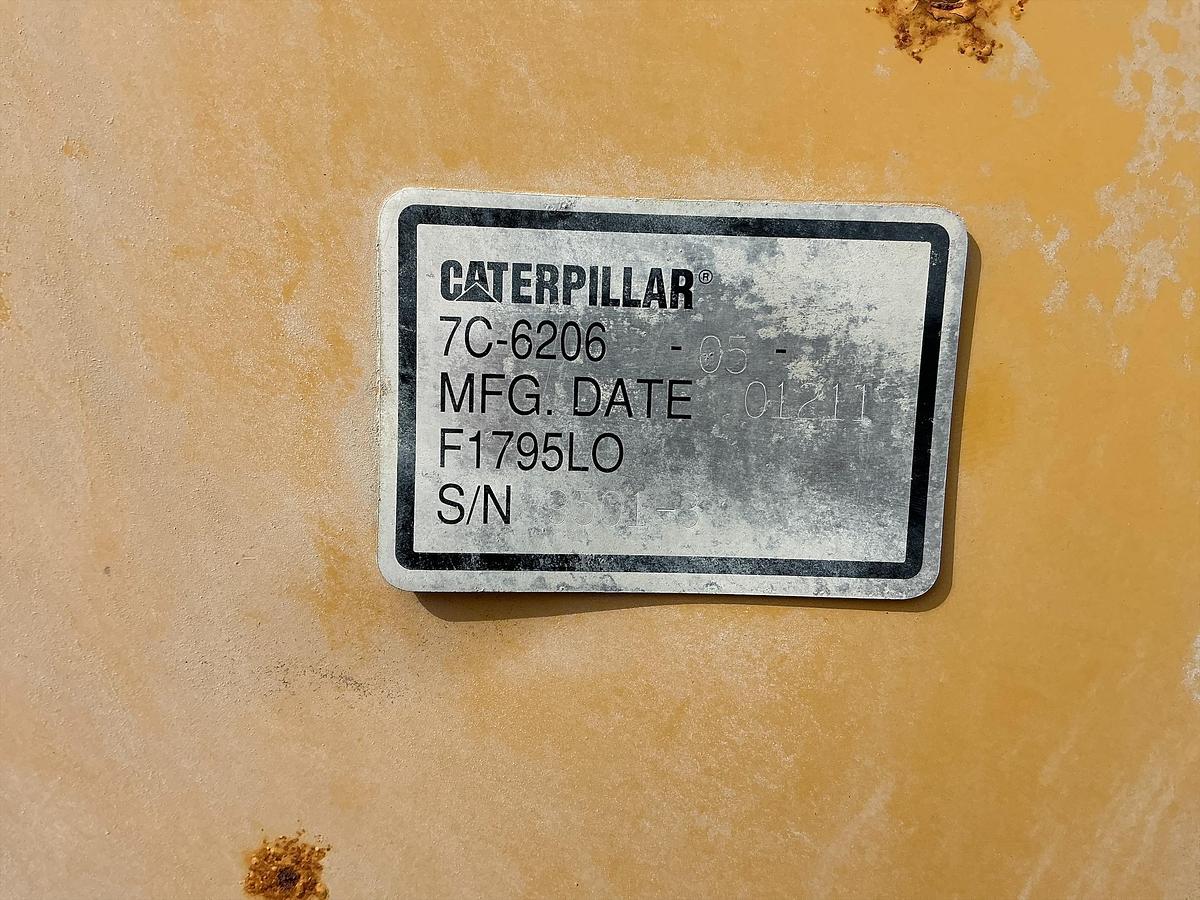 CATERPILLAR®
7C-6206 - 05 -
MFG. DATE 01211
F1795LO
S/N